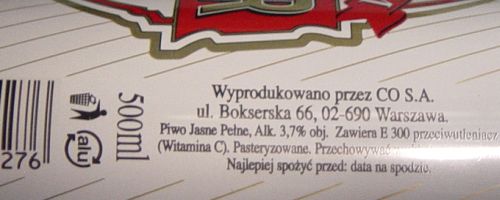 Wyprodukowano przez CO S.A.
ul. Bokserska 66, 02-690 Warszawa.
Piwo Jasne Pełne, Alk. 3,7% obj. Zawiera E 300 przeciwutleniacz
(Witamina C). Pasteryzowane. Przechowywać
Najlepiej spożyć przed: data na spodzie.
500ml
alu
276